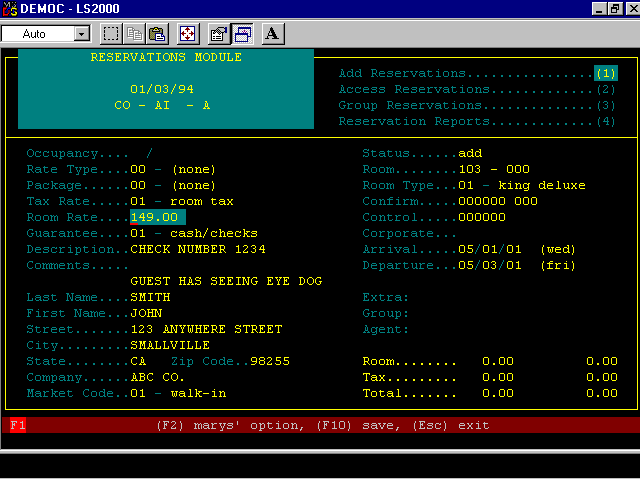 DEMOC - LS2000
Auto
A
RESERVATIONS MODULE
01/03/94
CO - AI - A
Add Reservations................(1)
Access Reservations.............(2)
Group Reservations..............(3)
Reservation Reports.............(4)
Occupancy.... /
Status......add
Rate Type....00 - (none)
Room........103 - 000
Package......00 - (none)
Room Type...01 - king deluxe
Tax Rate.....01 - room tax
Confirm.....000000 000
Room Rate....149.00
Control.....000000
Guarantee....01 - cash/checks
Corporate...
Description..CHECK NUMBER 1234
Arrival.....05/01/01 (wed)
Comments.....
Departure...05/03/01 (fri)
GUEST HAS SEEING EYE DOG
Last Name....SMITH
Extra:
First Name...JOHN
Group:
Street.......123 ANYWHERE STREET
Agent:
City.........SMALLVILLE
State........CA Zip Code..98255
Room........ 0.00 0.00
Company......ABC CO.
Tax......... 0.00 0.00
Market Code..01 - walk-in
Total....... 0.00 0.00
F1 (F2) marys' option, (F10) save, (Esc) exit